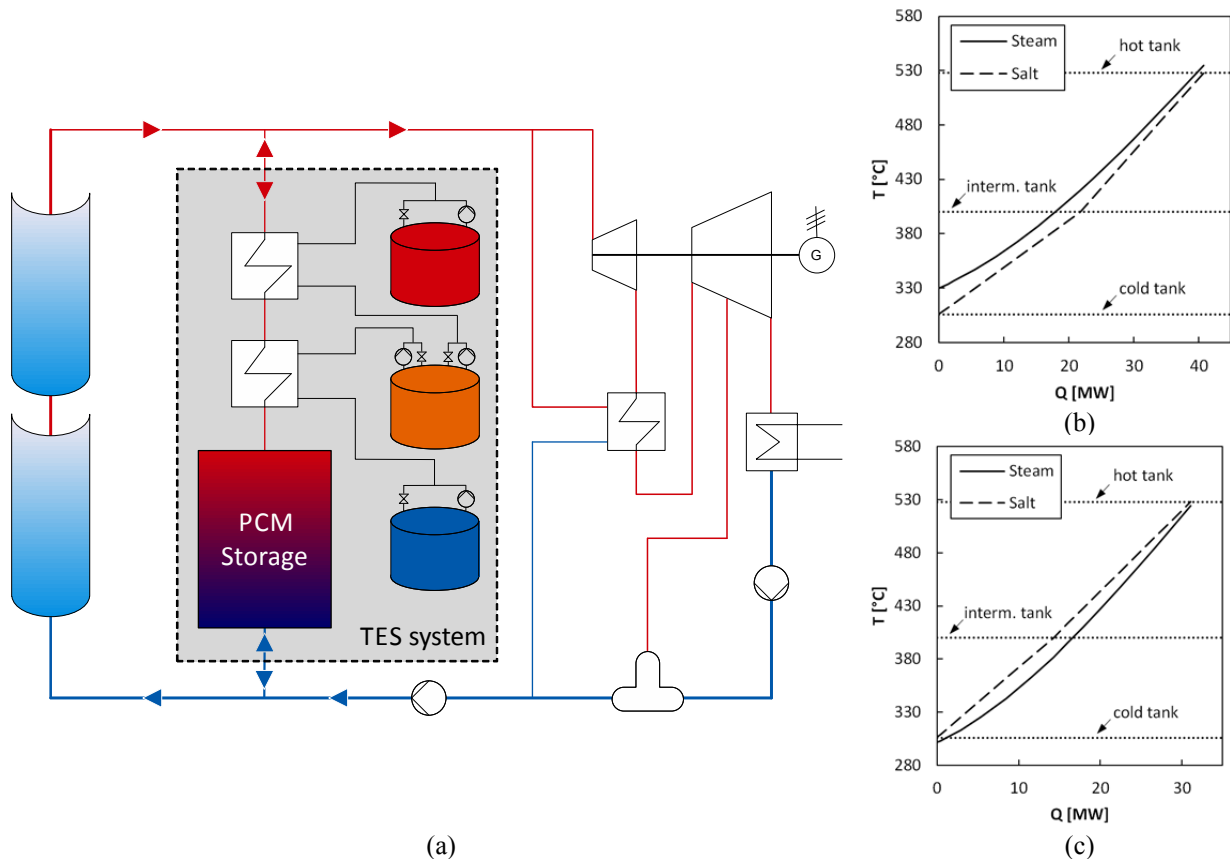 PCM
Storage
TES system
G
(a)
580
530
480
430
380
330
280
T [°C]
Steam
Salt
hot tank
interm. tank
cold tank
0
10
20
30
40
Q [MW]
(b)
580
530
480
430
380
330
280
T [°C]
Steam
Salt
hot tank
interm. tank
cold tank
0
10
20
30
Q [MW]
(c)